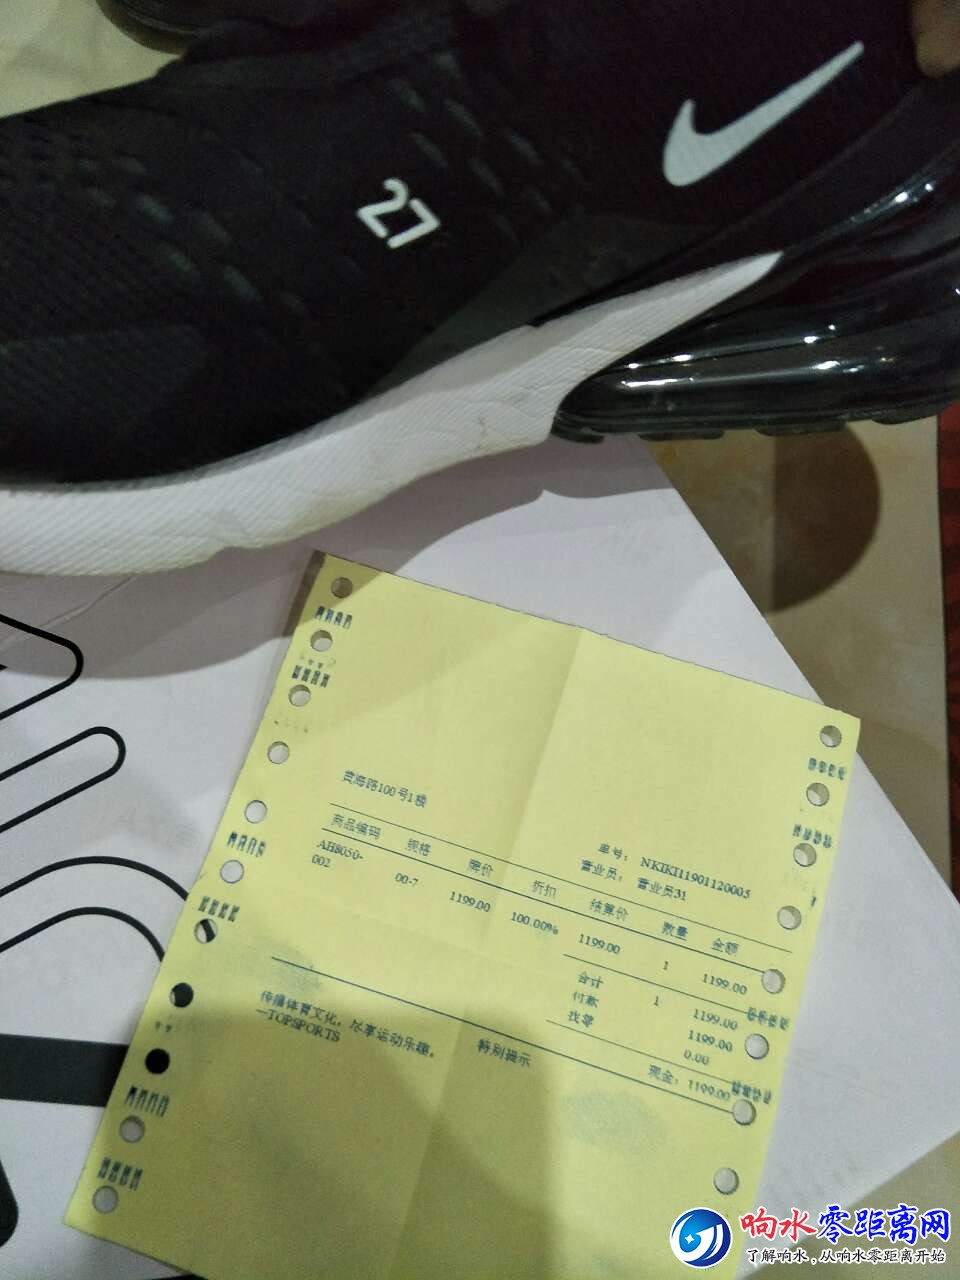 27
黄海路100号1楼
单号： NKIKI11901120005
营业员： 营业员31
商品编码 规格 牌价 折扣 结算价 数量 金额
AH8050-002 00-7 1199.00 100.00% 1199.00 1 1199.00
合计 1 1199.00
付款 1199.00
找零 0.00
现金：1199.00
特别提示
传播体育文化，尽享运动乐趣。
—TOPSPORTS
响水零距离网
了解响水，从响水零距离开始